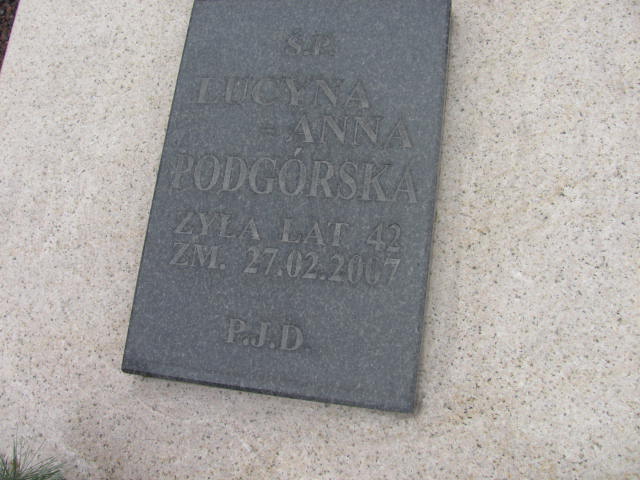 Ś.P.
LUCYNA
- ANNA
PODGÓRSKA
ŻYŁA LAT 42
ZM. 27.02.2007
P.J.D.